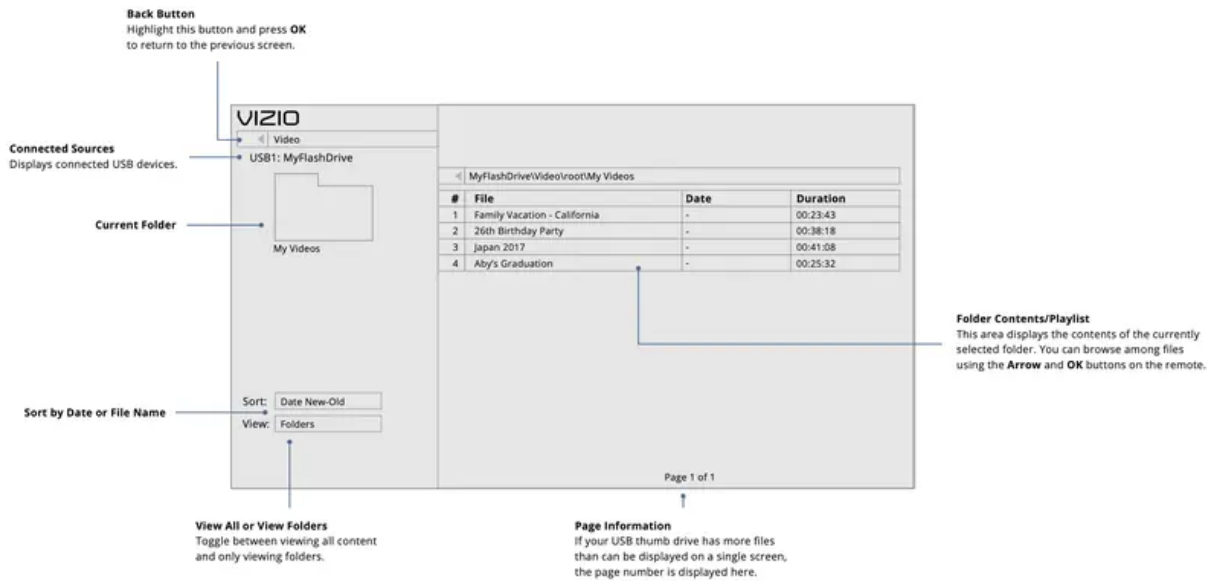 Back Button
Highlight this button and press OK
to return to the previous screen.
VIZIO
Video
Connected Sources
Displays connected USB devices.
USB1: MyFlashDrive
Current Folder
My Videos
MyFlashDrive\Video\root\My Videos
# File Date Duration
1 Family Vacation - California - 00:23:43
2 26th Birthday Party - 00:38:18
3 Japan 2017 - 00:41:08
4 Aby's Graduation - 00:25:32
Folder Contents/Playlist
This area displays the contents of the currently
selected folder. You can browse among files
using the Arrow and OK buttons on the remote.
Sort by Date or File Name
Sort: Date New-Old
View: Folders
Page 1 of 1
View All or View Folders
Toggle between viewing all content
and only viewing folders.
Page Information
If your USB thumb drive has more files
than can be displayed on a single screen,
the page number is displayed here.